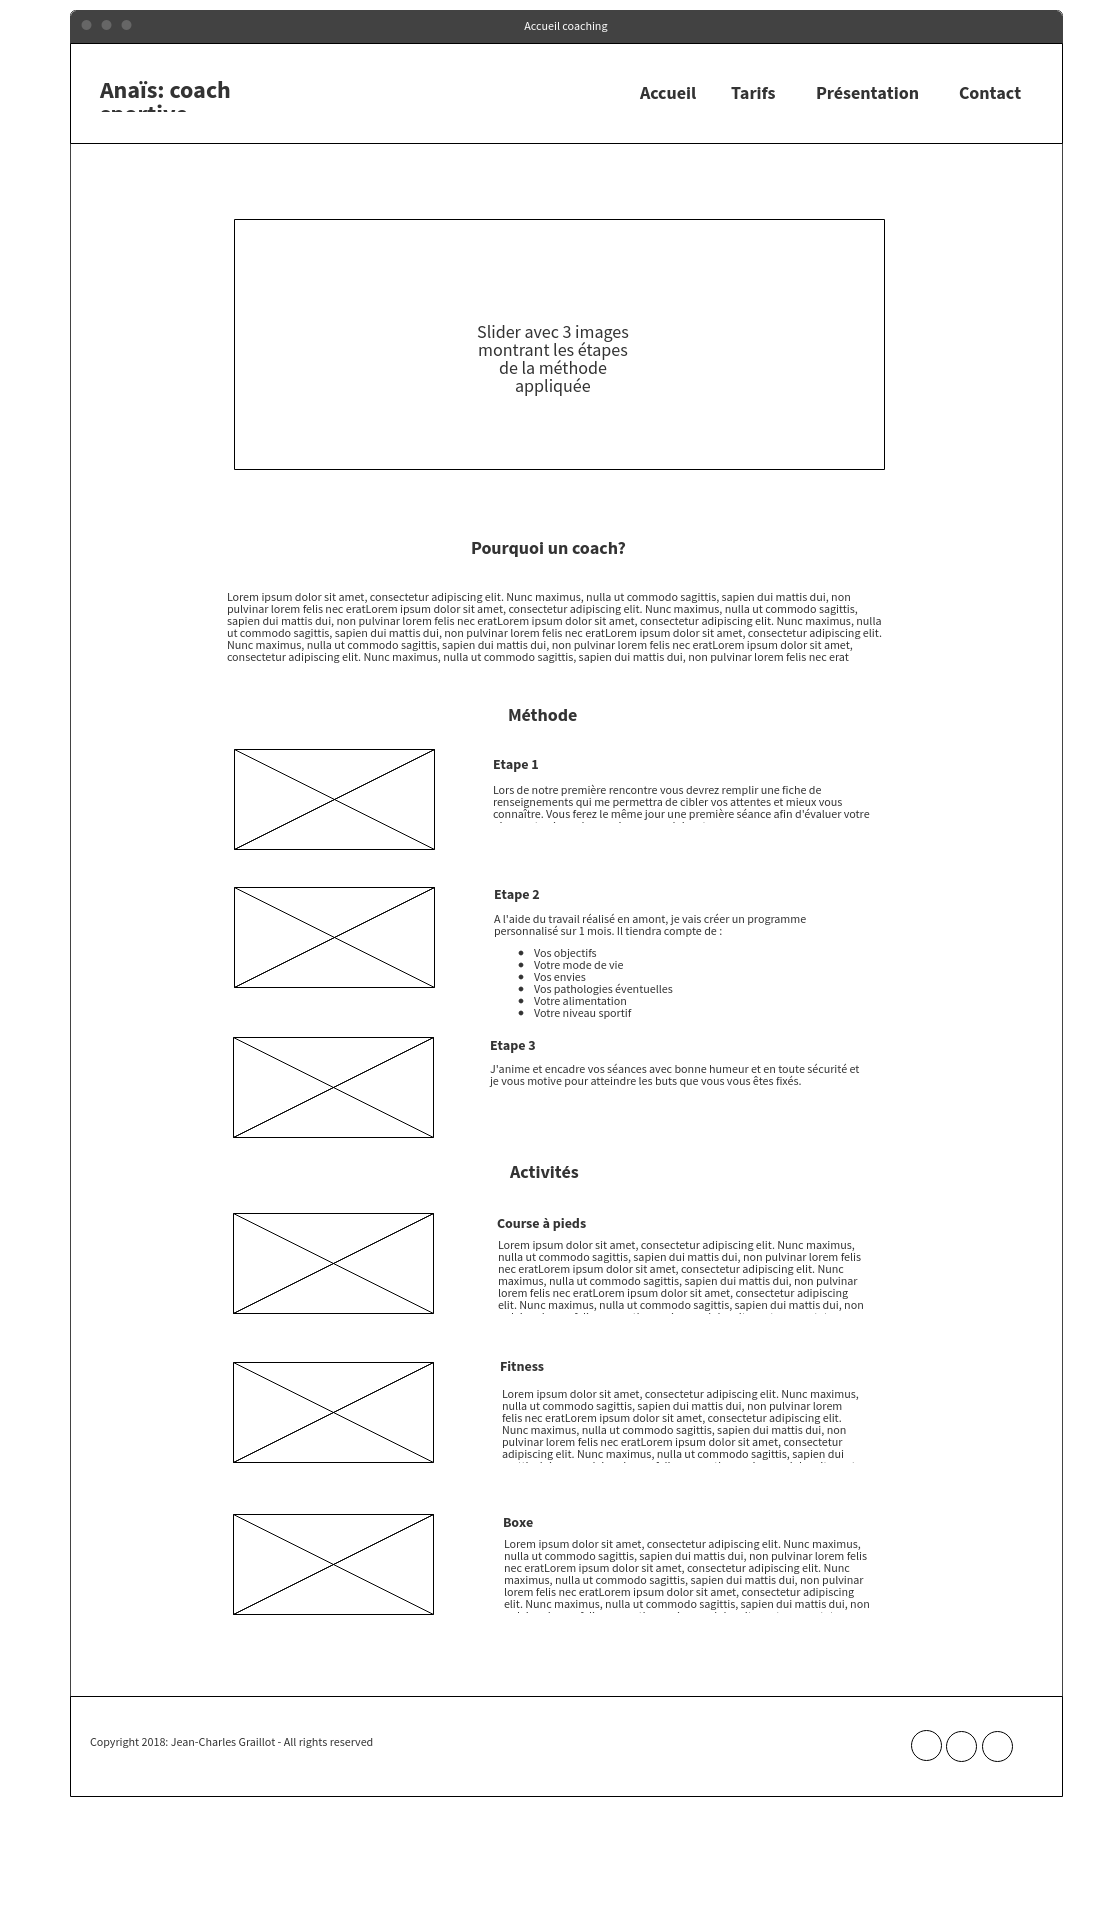 Accueil coaching
Anaïs: coach
sportive
Accueil Tarifs Présentation Contact
Slider avec 3 images
montrant les étapes
de la méthode
appliquée
Pourquoi un coach?
Lorem ipsum dolor sit amet, consectetur adipiscing elit. Nunc maximus, nulla ut commodo sagittis, sapien dui mattis dui, non
pulvinar lorem felis nec eratLorem ipsum dolor sit amet, consectetur adipiscing elit. Nunc maximus, nulla ut commodo sagittis,
sapien dui mattis dui, non pulvinar lorem felis nec eratLorem ipsum dolor sit amet, consectetur adipiscing elit. Nunc maximus, nulla
ut commodo sagittis, sapien dui mattis dui, non pulvinar lorem felis nec eratLorem ipsum dolor sit amet, consectetur adipiscing elit.
Nunc maximus, nulla ut commodo sagittis, sapien dui mattis dui, non pulvinar lorem felis nec eratLorem ipsum dolor sit amet,
consectetur adipiscing elit. Nunc maximus, nulla ut commodo sagittis, sapien dui mattis dui, non pulvinar lorem felis nec erat
Méthode
Etape 1
Lors de notre première rencontre vous devrez remplir une fiche de
renseignements qui me permettra de cibler vos attentes et mieux vous
connaître. Vous ferez le même jour une première séance afin d'évaluer votre
Etape 2
A l'aide du travail réalisé en amont, je vais créer un programme
personnalisé sur 1 mois. Il tiendra compte de :
● Vos objectifs
● Votre mode de vie
● Vos envies
● Vos pathologies éventuelles
● Votre alimentation
● Votre niveau sportif
Etape 3
J'anime et encadre vos séances avec bonne humeur et en toute sécurité et
je vous motive pour atteindre les buts que vous vous êtes fixés.
Activités
Course à pieds
Lorem ipsum dolor sit amet, consectetur adipiscing elit. Nunc maximus,
nulla ut commodo sagittis, sapien dui mattis dui, non pulvinar lorem felis
nec eratLorem ipsum dolor sit amet, consectetur adipiscing elit. Nunc
maximus, nulla ut commodo sagittis, sapien dui mattis dui, non pulvinar
lorem felis nec eratLorem ipsum dolor sit amet, consectetur adipiscing
elit. Nunc maximus, nulla ut commodo sagittis, sapien dui mattis dui, non
Fitness
Lorem ipsum dolor sit amet, consectetur adipiscing elit. Nunc maximus,
nulla ut commodo sagittis, sapien dui mattis dui, non pulvinar lorem
felis nec eratLorem ipsum dolor sit amet, consectetur adipiscing elit.
Nunc maximus, nulla ut commodo sagittis, sapien dui mattis dui, non
pulvinar lorem felis nec eratLorem ipsum dolor sit amet, consectetur
adipiscing elit. Nunc maximus, nulla ut commodo sagittis, sapien dui
Boxe
Lorem ipsum dolor sit amet, consectetur adipiscing elit. Nunc maximus,
nulla ut commodo sagittis, sapien dui mattis dui, non pulvinar lorem felis
nec eratLorem ipsum dolor sit amet, consectetur adipiscing elit. Nunc
maximus, nulla ut commodo sagittis, sapien dui mattis dui, non pulvinar
lorem felis nec eratLorem ipsum dolor sit amet, consectetur adipiscing
elit. Nunc maximus, nulla ut commodo sagittis, sapien dui mattis dui, non
Copyright 2018: Jean-Charles Graillot - All rights reserved